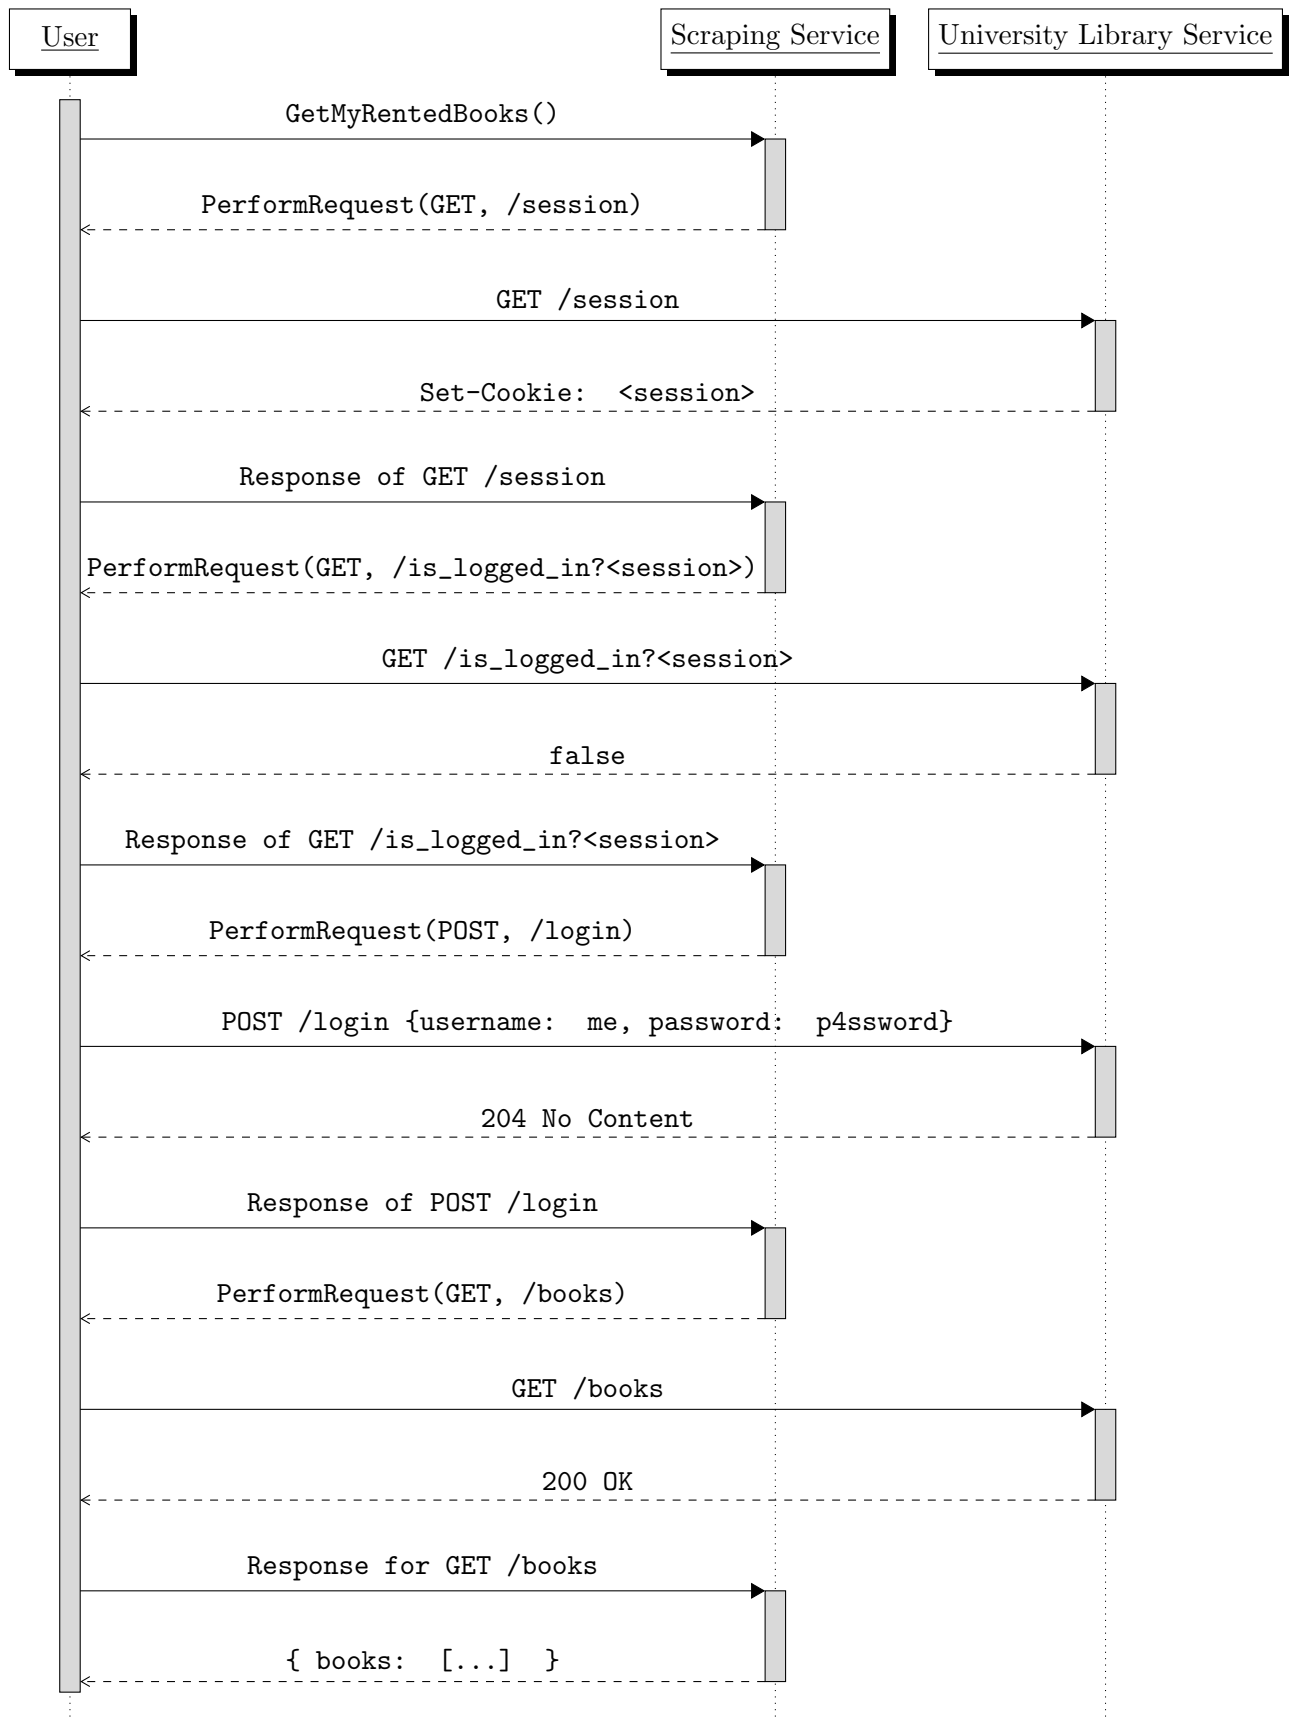 User
Scraping Service
University Library Service
GetMyRentedBooks()
PerformRequest(GET, /session)
GET /session
Set-Cookie: <session>
Response of GET /session
PerformRequest(GET, /is_logged_in?<session>)
GET /is_logged_in?<session>
false
Response of GET /is_logged_in?<session>
PerformRequest(POST, /login)
POST /login {username: me, password: p4ssword}
204 No Content
Response of POST /login
PerformRequest(GET, /books)
GET /books
200 OK
Response for GET /books
{ books: [...] }